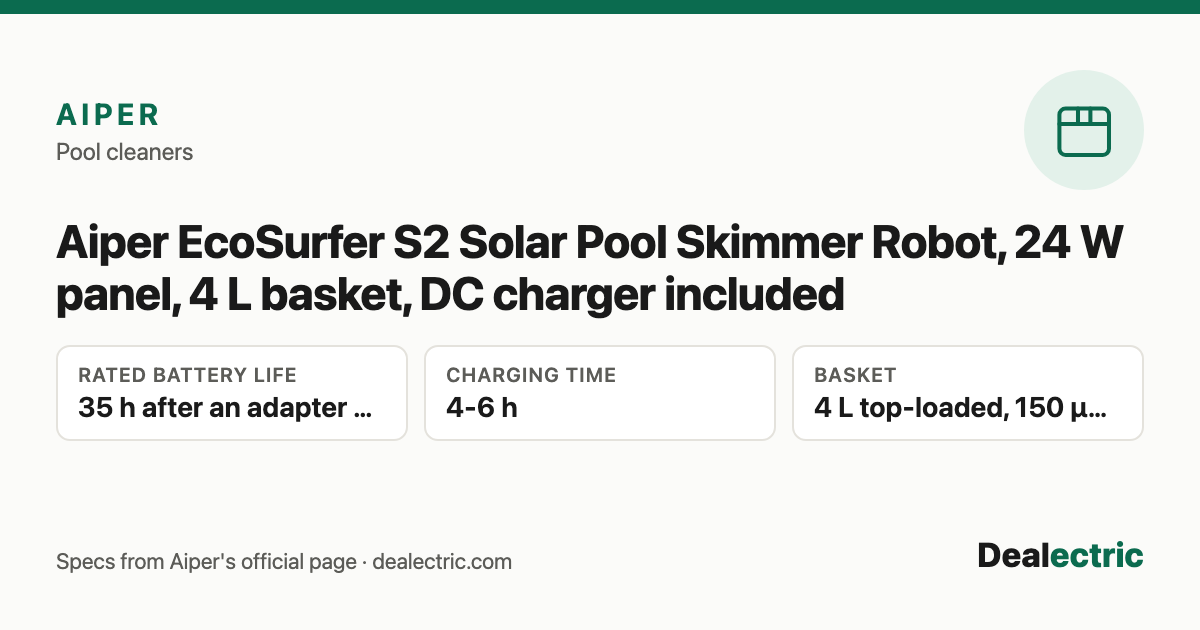 AIPER
Pool cleaners
Aiper EcoSurfer S2 Solar Pool Skimmer Robot, 24 W
panel, 4 L basket, DC charger included
RATED BATTERY LIFE
35 h after an adapter ...
CHARGING TIME
4-6 h
BASKET
4 L top-loaded, 150 µ...
Specs from Aiper's official page · dealectric.com
Dealectric